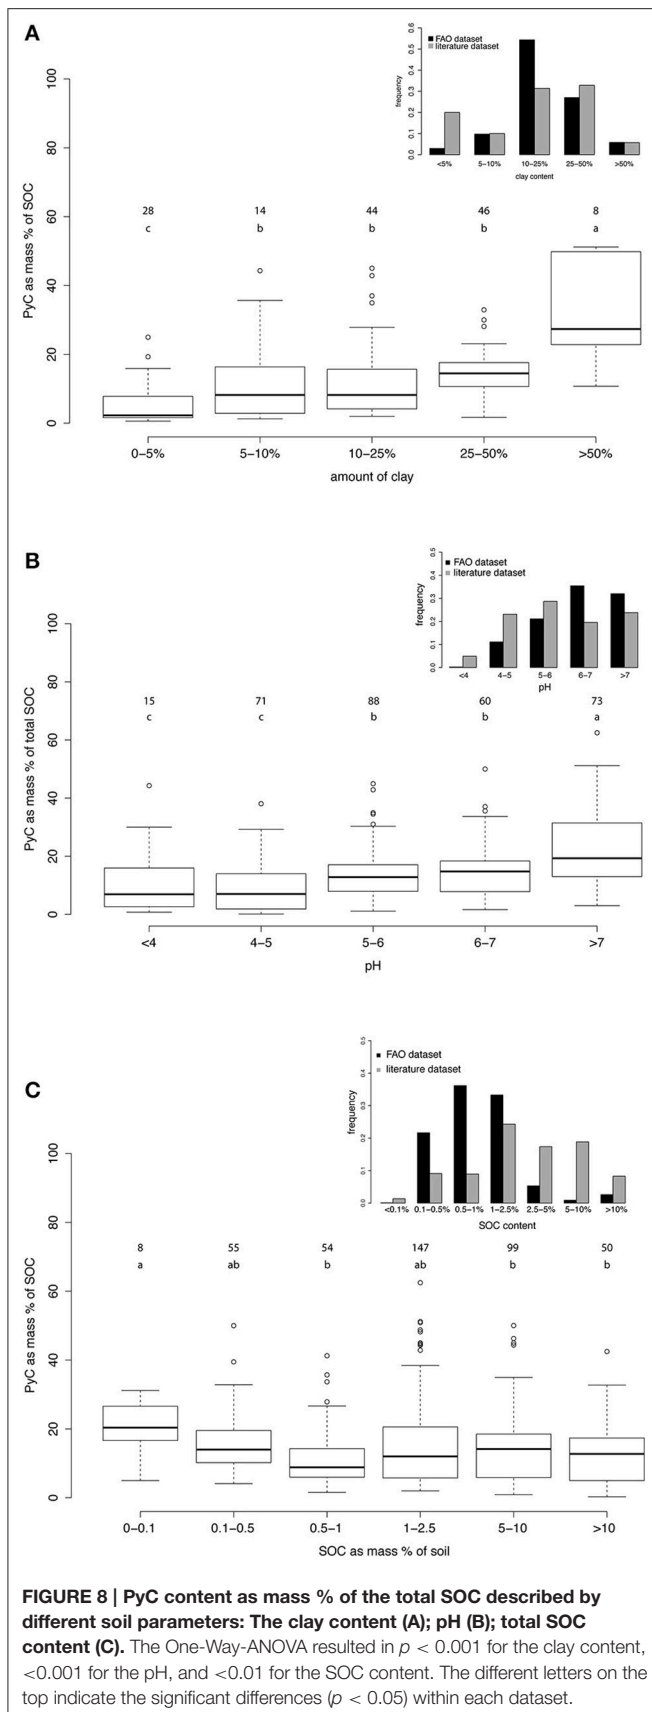 A
FAO dataset
literature dataset
frequency
0.0 0.1 0.2 0.3 0.4 0.5 0.6
<5% 5−10% 10−25% 25−50% >50%
clay content
PyC as mass % of SOC
0 20 40 60 80 100
28 14 44 46 8
c b b b a
0−5% 5−10% 10−25% 25−50% >50%
amount of clay
B
FAO dataset
literature dataset
frequency
0.0 0.1 0.2 0.3 0.4 0.5
<4 4−5 5−6 6−7 >7
pH
PyC as mass % of total SOC
0 20 40 60 80 100
15 71 88 60 73
c c b b a
<4 4−5 5−6 6−7 >7
pH
C
FAO dataset
literature dataset
frequency
0.0 0.1 0.2 0.3 0.4 0.5
<0.1% 0.1−0.5% 0.5−1% 1−2.5% 2.5−5% 5−10% >10%
SOC content
PyC as mass % of SOC
0 20 40 60 80 100
8 55 54 147 99 50
a ab b ab b b
0−0.1 0.1−0.5 0.5−1 1−2.5 5−10 >10
SOC as mass % of soil
FIGURE 8 | PyC content as mass % of the total SOC described by
different soil parameters: The clay content (A); pH (B); total SOC
content (C). The One-Way-ANOVA resulted in p < 0.001 for the clay content,
<0.001 for the pH, and <0.01 for the SOC content. The different letters on the
top indicate the significant differences (p < 0.05) within each dataset.